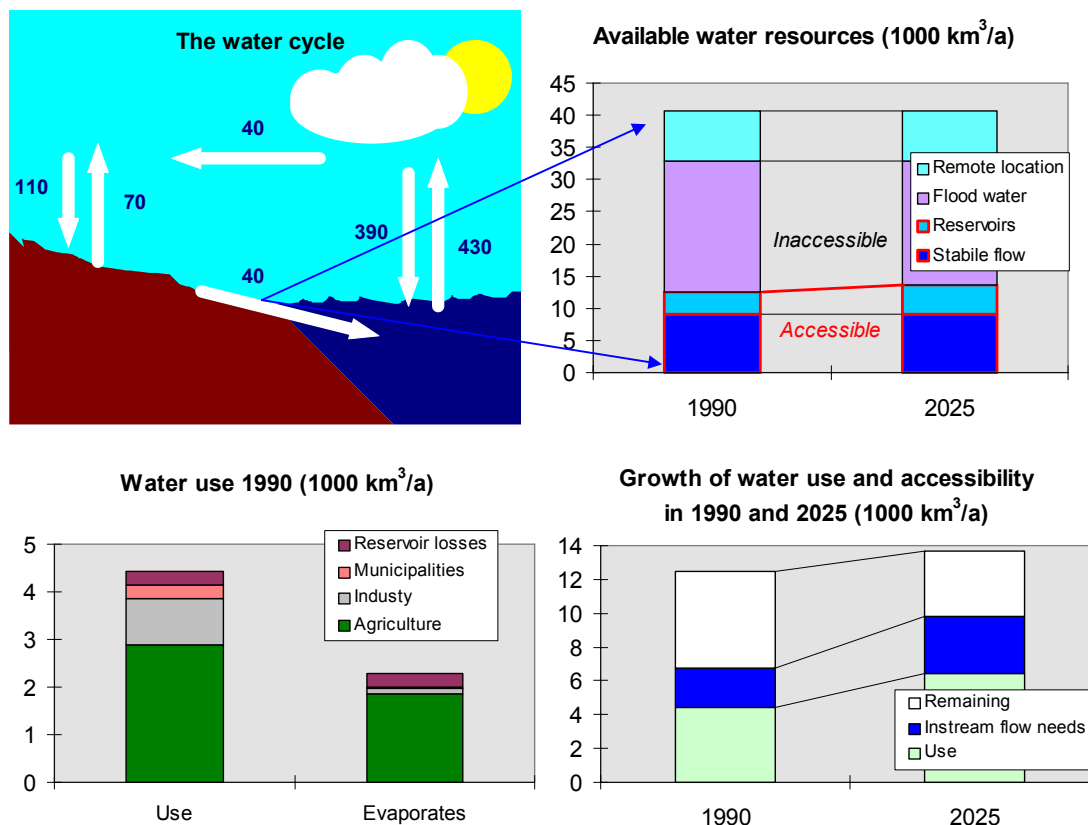 The water cycle
40
110
70
390
430
40
Available water resources (1000 km³/a)
45
40
35
30
25
20
15
10
5
0
Remote location
Flood water
Reservoirs
Stabile flow
Inaccessible
Accessible
1990 2025
Water use 1990 (1000 km³/a)
5
4
3
2
1
0
Reservoir losses
Municipalities
Industy
Agriculture
Use Evaporates
Growth of water use and accessibility
in 1990 and 2025 (1000 km³/a)
14
12
10
8
6
4
2
0
Remaining
Instream flow needs
Use
1990 2025